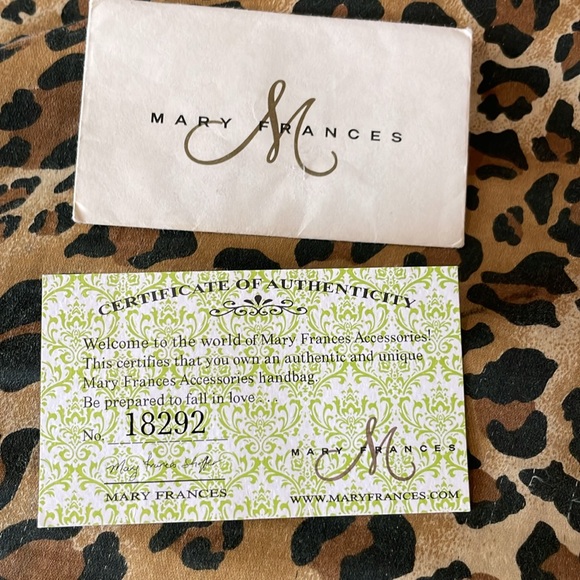 MARY FRANCES
M
CERTIFICATE OF AUTHENTICITY
Welcome to the world of Mary Frances Accessories!
This certifies that you own an authentic and unique
Mary Frances Accessories handbag.
Be prepared to fall in love . . .
No. 18292
Mary Frances
MARY FRANCES
M
MARY FRANCES
WWW.MARYFRANCES.COM